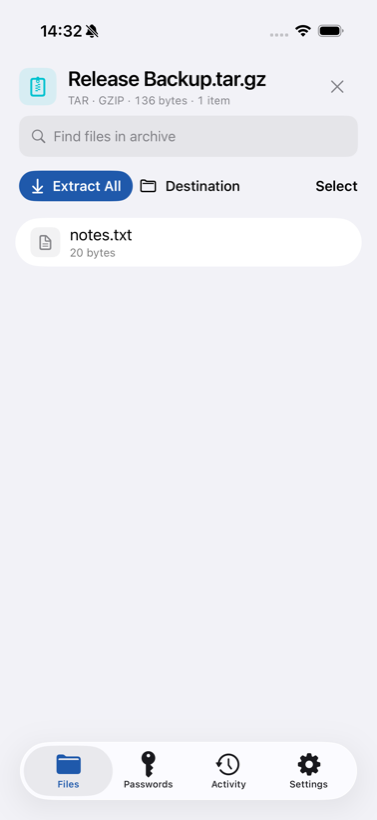 14:32
Release Backup.tar.gz
TAR · GZIP · 136 bytes · 1 item
Find files in archive
Extract All Destination Select
notes.txt
20 bytes
Files Passwords Activity Settings